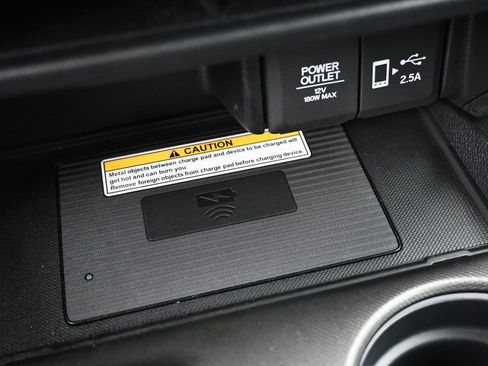 POWER
OUTLET
12V
180W MAX
2.5A
CAUTION
Metal objects between charge pad and device to be charged will
get hot and can burn you.
Remove foreign objects from charge pad before charging device.